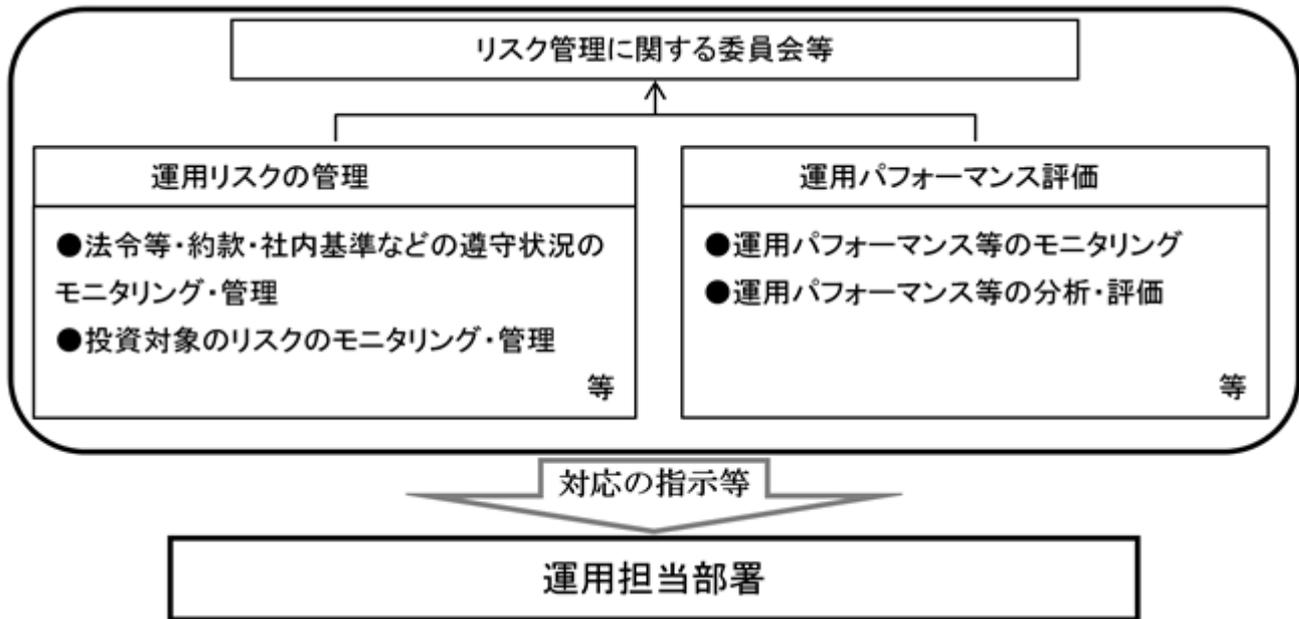 リスク管理に関する委員会等
運用リスクの管理
●法令等・約款・社内基準などの遵守状況の
モニタリング・管理
●投資対象のリスクのモニタリング・管理
等
運用パフォーマンス評価
●運用パフォーマンス等のモニタリング
●運用パフォーマンス等の分析・評価
等
対応の指示等
運用担当部署